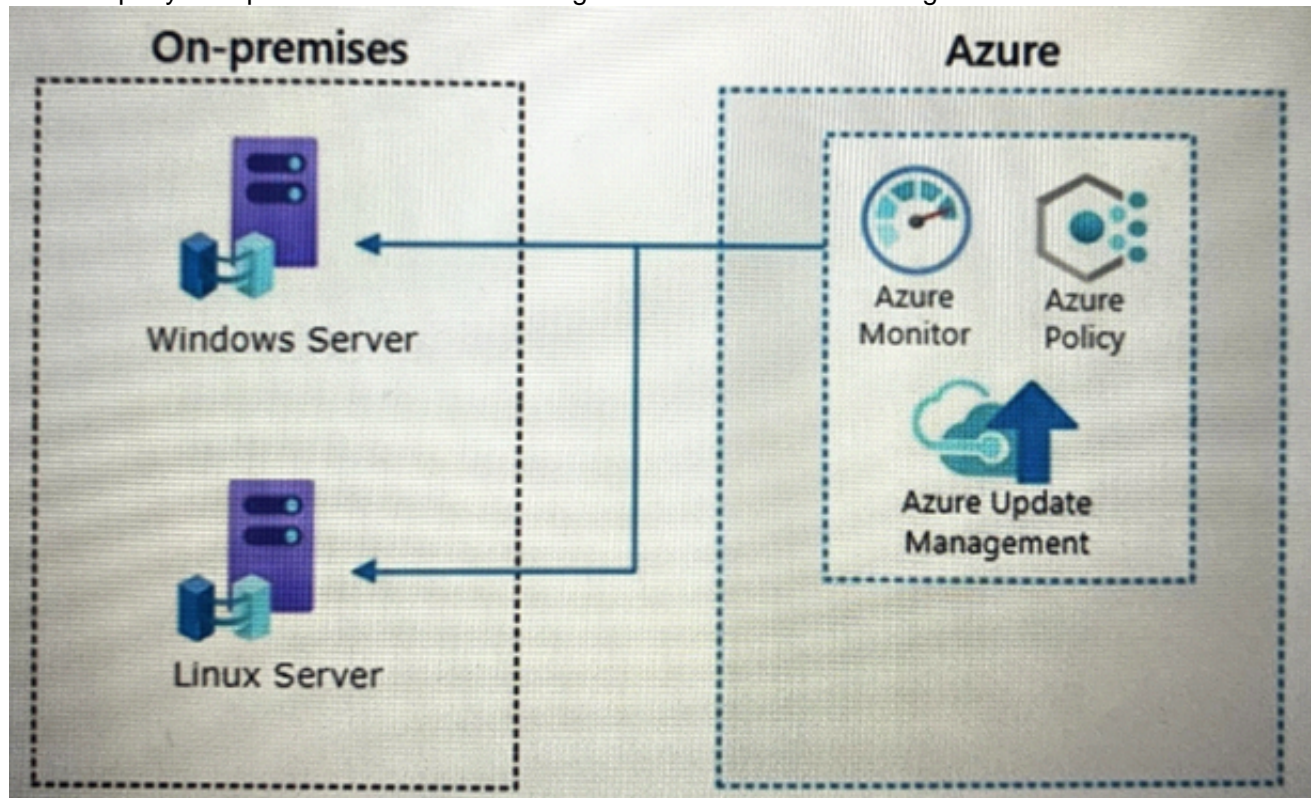 On-premises
Azure
Windows Server
Azure
Monitor
Azure
Policy
Azure Update
Management
Linux Server